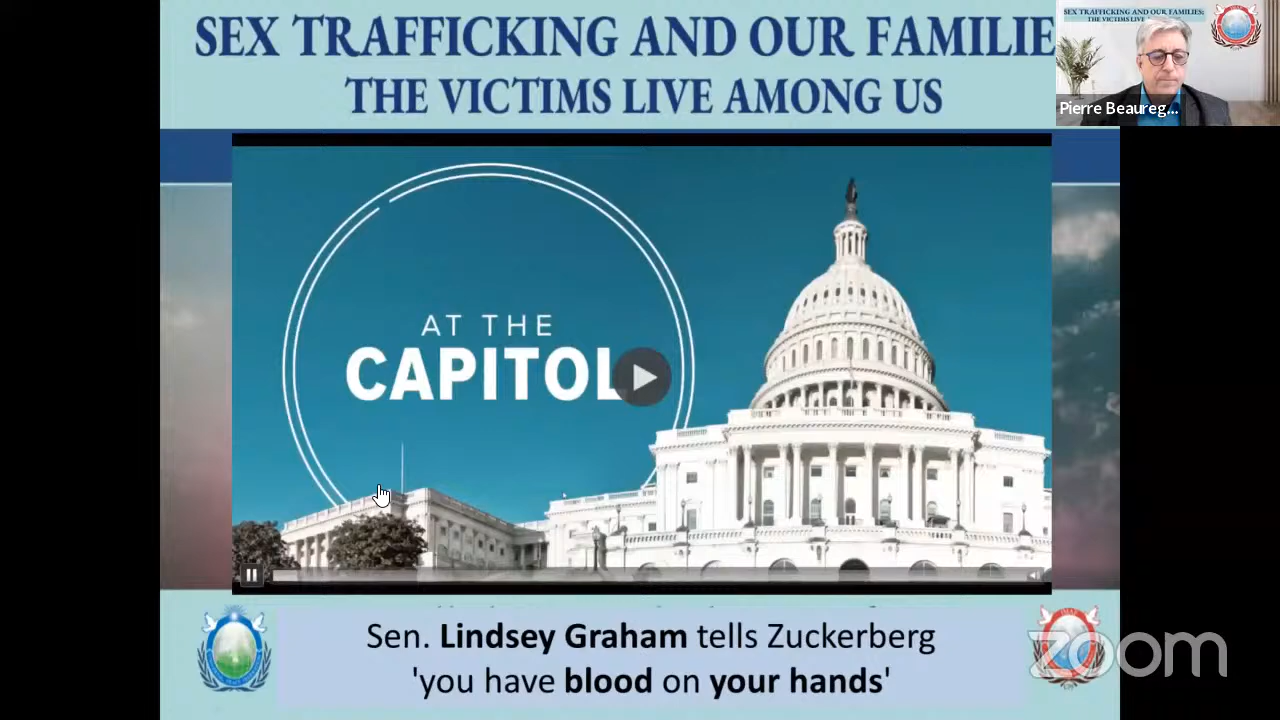 SEX TRAFFICKING AND OUR FAMILIE
THE VICTIMS LIVE AMONG US
SEX TRAFFICKING AND OUR FAMILIES:
THE VICTIMS LIVE
Pierre Beaureg...
AT THE
CAPITOL
Sen. Lindsey Graham tells Zuckerberg
'you have blood on your hands'
zoom